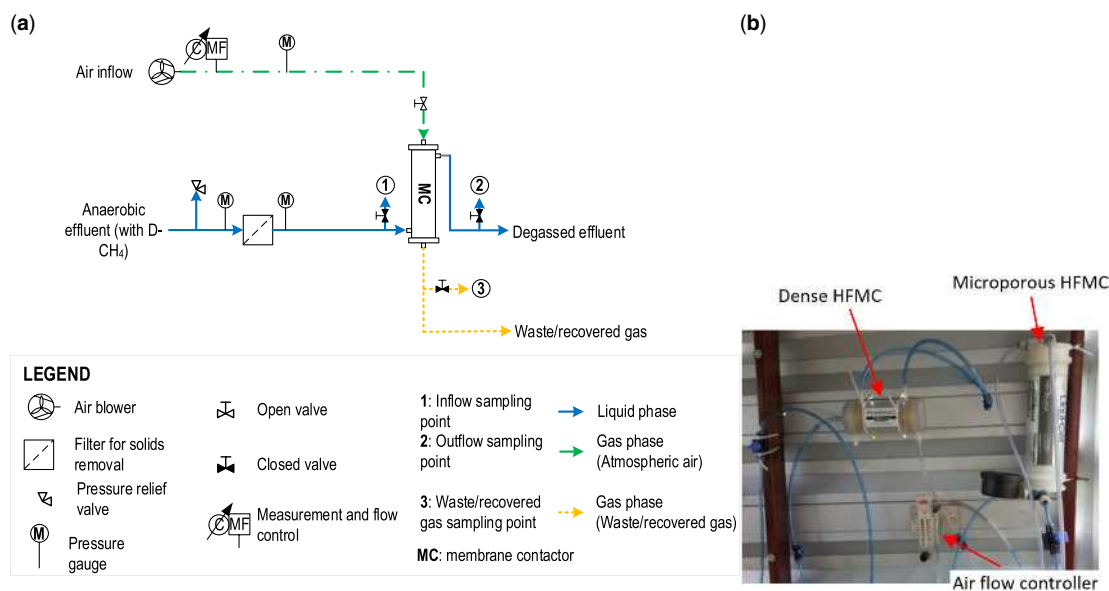 (a)
(b)
C MF
M
Air inflow
M
M
1
MC
2
Anaerobic
effluent (with D-
CH₄)
Degassed effluent
3
Waste/recovered gas
Dense HFMC
Microporous HFMC
Air flow controller
LEGEND
Air blower
Filter for solids
removal
Pressure relief
valve
M
Pressure
gauge
Open valve
Closed valve
C MF
Measurement and flow
control
1: Inflow sampling
point
2: Outflow sampling
point
3: Waste/recovered
gas sampling point
MC: membrane contactor
Liquid phase
Gas phase
(Atmospheric air)
Gas phase
(Waste/recovered gas)